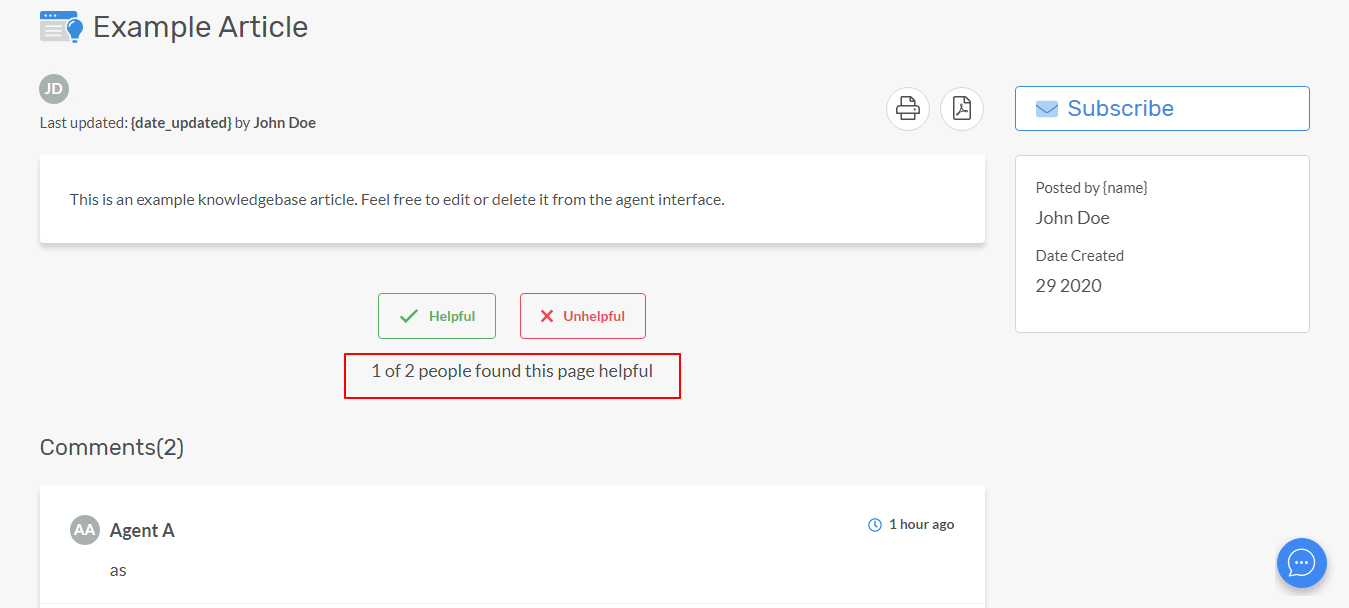 Example Article
JD
Last updated: {date_updated} by John Doe
Subscribe
This is an example knowledgebase article. Feel free to edit or delete it from the agent interface.
Posted by {name}
John Doe
Date Created
29 2020
Helpful
Unhelpful
1 of 2 people found this page helpful
Comments(2)
AA
Agent A
1 hour ago
as